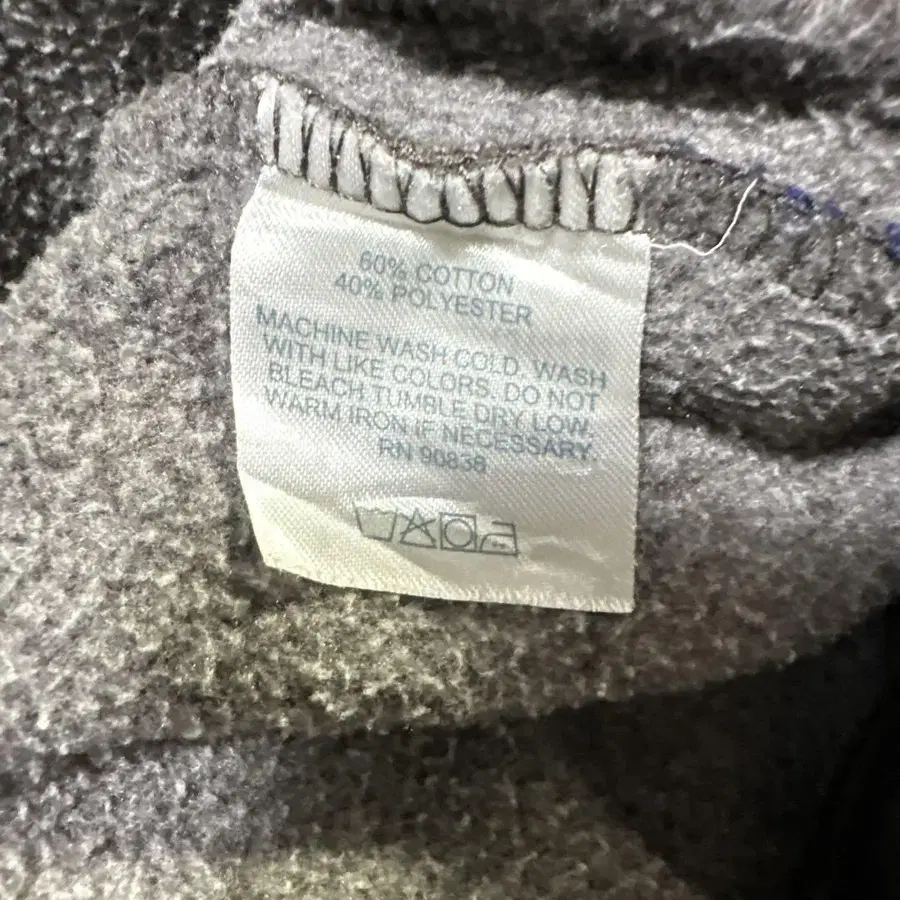 60% COTTON
40% POLYESTER
MACHINE WASH COLD. WASH
WITH LIKE COLORS. DO NOT
BLEACH TUMBLE DRY LOW.
WARM IRON IF NECESSARY.
RN 90838